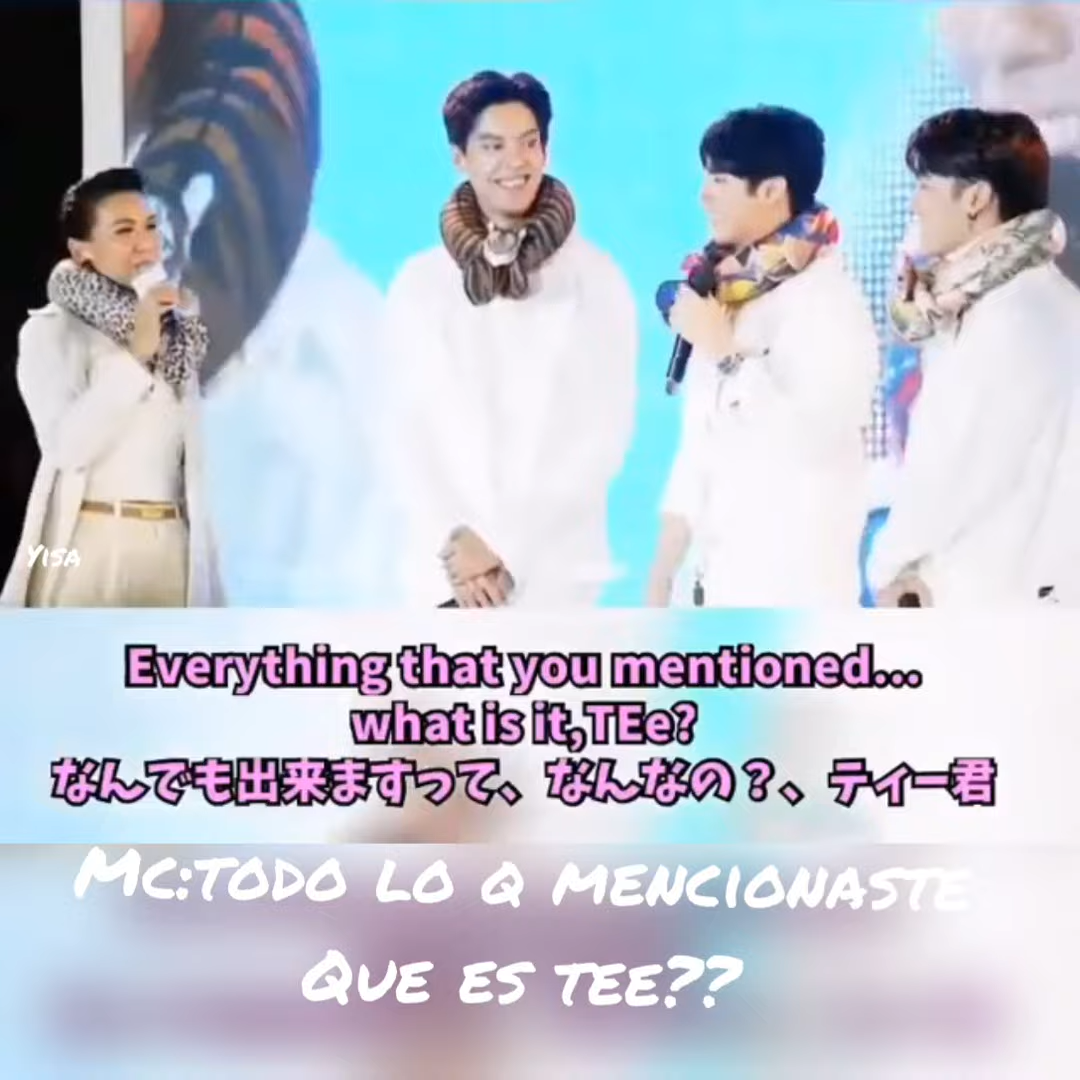 Yisa
Everything that you mentioned...
what is it,TEe?
なんでも出来ますって、なんなの？、ティー君
Mc:todo lo q mencionaste
Que es tee??